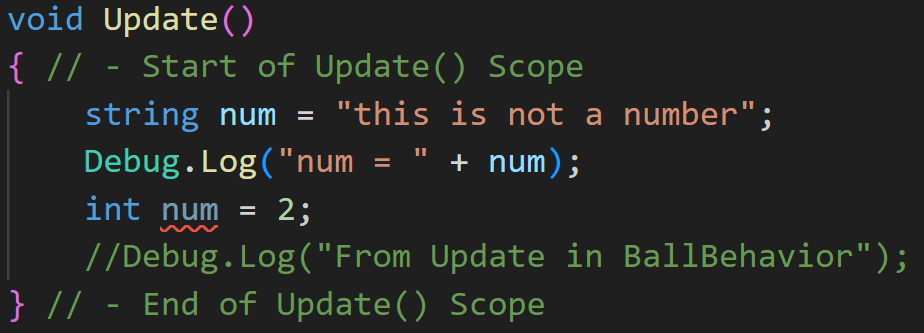 void Update()
{ // - Start of Update() Scope
    string num = "this is not a number";
    Debug.Log("num = " + num);
    int num = 2;
    //Debug.Log("From Update in BallBehavior");
} // - End of Update() Scope